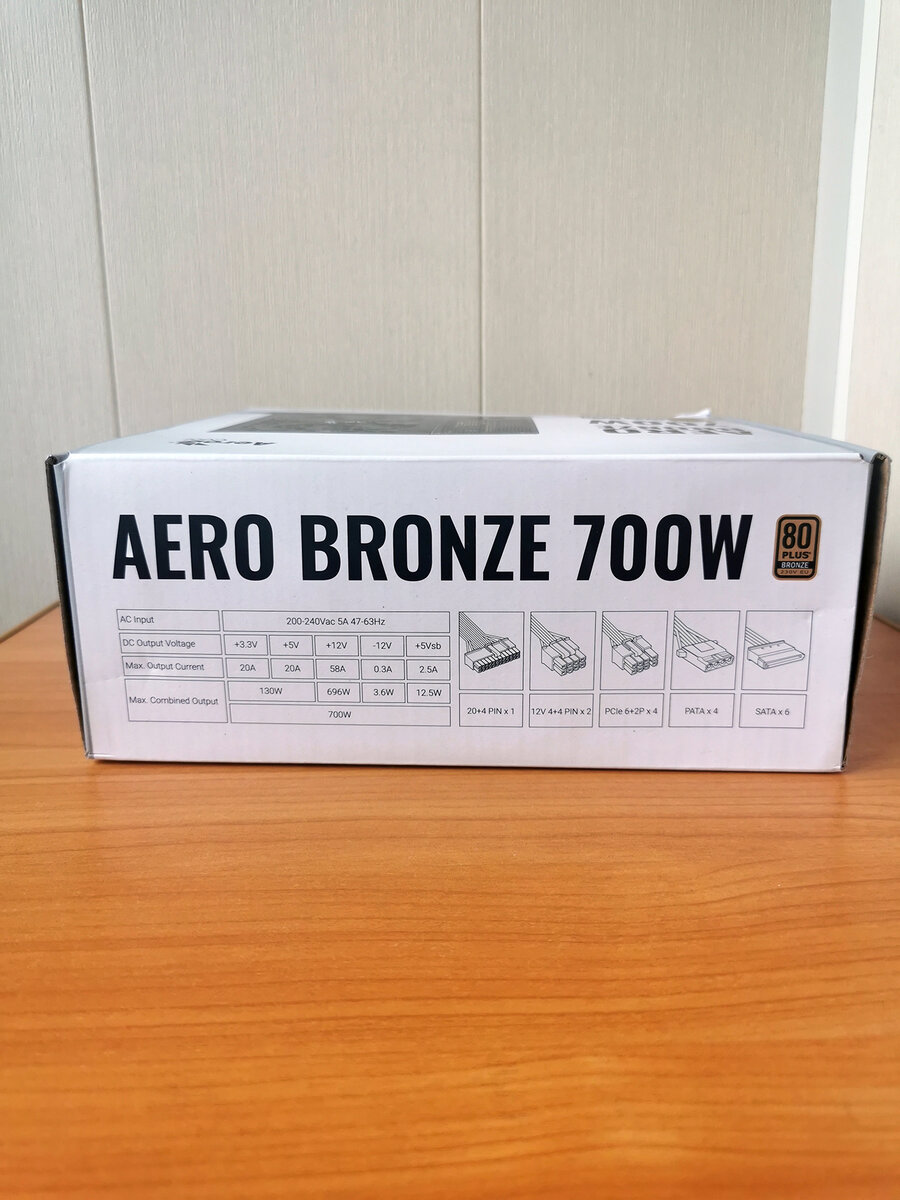 AERO BRONZE 700W
80
PLUS
BRONZE
230V EU
AC Input 200-240Vac 5A 47-63Hz
DC Output Voltage +3.3V +5V +12V -12V +5Vsb
Max. Output Current 20A 20A 58A 0.3A 2.5A
Max. Combined Output 130W 696W 3.6W 12.5W
700W
20+4 PIN x 1 12V 4+4 PIN x 2 PCIe 6+2P x 4 PATA x 4 SATA x 6